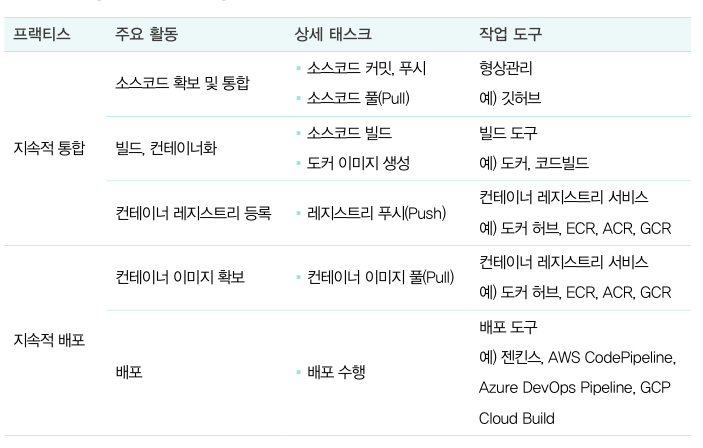 프랙티스 주요 활동 상세 태스크 작업 도구
지속적 통합
소스코드 확보 및 통합
소스코드 커밋, 푸시
소스코드 풀(Pull)
형상관리
예) 깃허브
빌드, 컨테이너화
소스코드 빌드
도커 이미지 생성
빌드 도구
예) 도커, 코드빌드
컨테이너 레지스트리 등록
레지스트리 푸시(Push)
컨테이너 레지스트리 서비스
예) 도커 허브, ECR, ACR, GCR
지속적 배포
컨테이너 이미지 확보
컨테이너 이미지 풀(Pull)
컨테이너 레지스트리 서비스
예) 도커 허브, ECR, ACR, GCR
배포
배포 수행
배포 도구
예) 젠킨스, AWS CodePipeline,
Azure DevOps Pipeline, GCP
Cloud Build